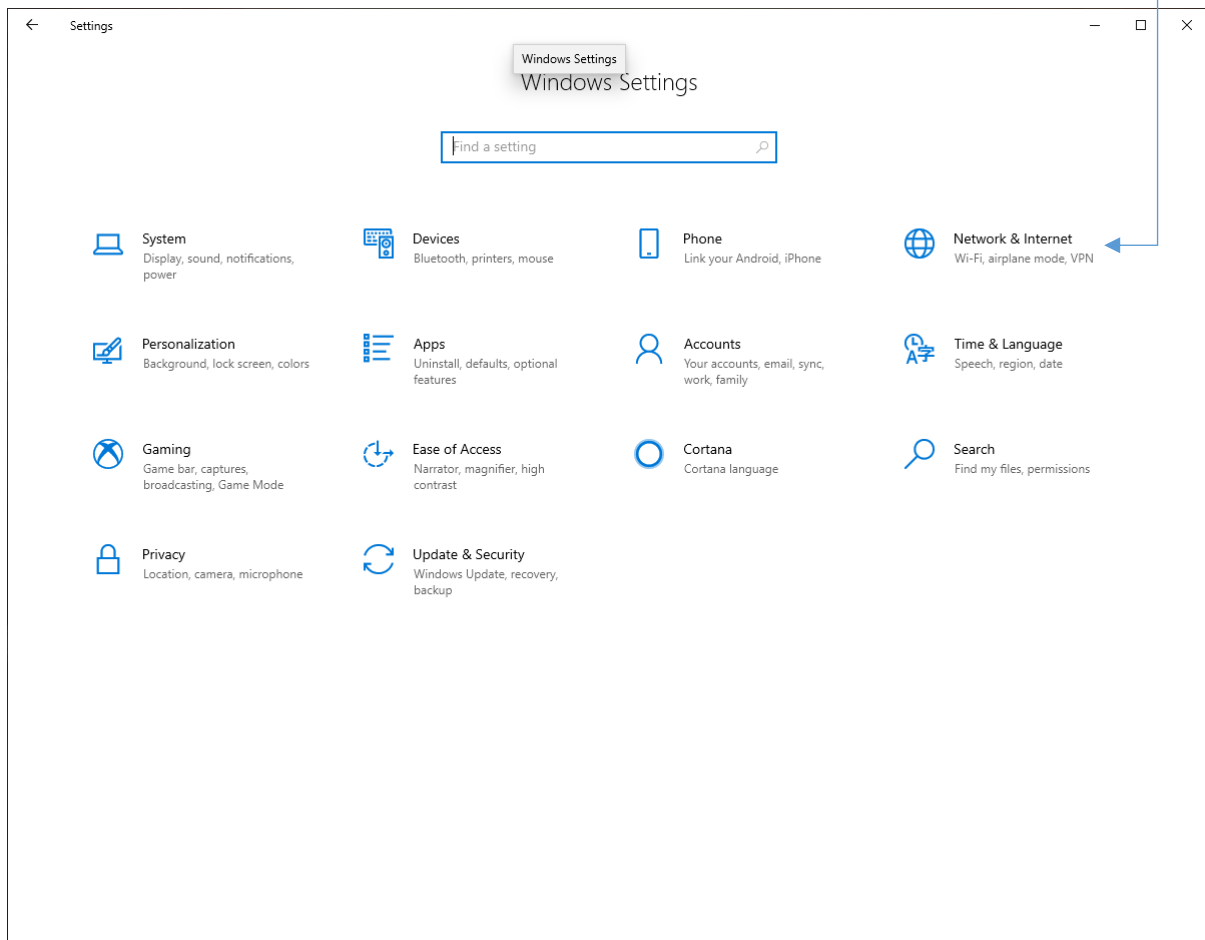 Settings
Windows Settings
Windows Settings
Find a setting
System
Display, sound, notifications,
power
Devices
Bluetooth, printers, mouse
Phone
Link your Android, iPhone
Network & Internet
Wi-Fi, airplane mode, VPN
Personalization
Background, lock screen, colors
Apps
Uninstall, defaults, optional
features
Accounts
Your accounts, email, sync,
work, family
Time & Language
Speech, region, date
Gaming
Game bar, captures,
broadcasting, Game Mode
Ease of Access
Narrator, magnifier, high
contrast
Cortana
Cortana language
Search
Find my files, permissions
Privacy
Location, camera, microphone
Update & Security
Windows Update, recovery,
backup